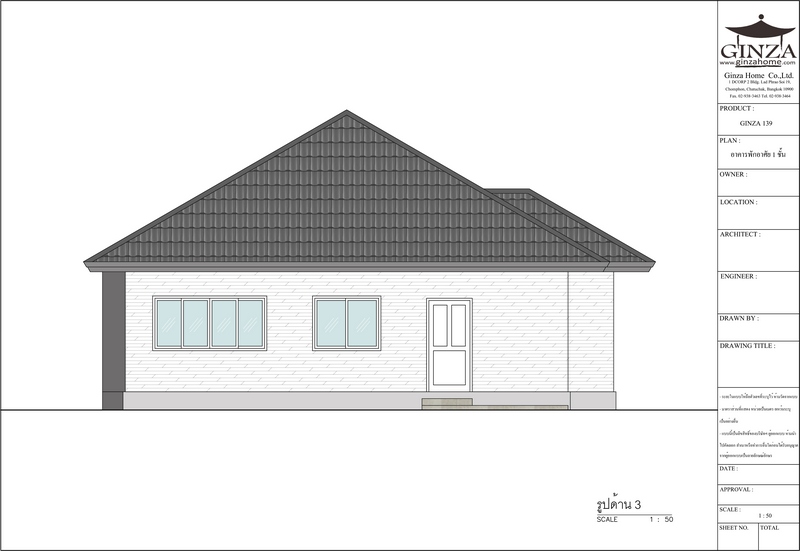 GINZA
www.ginzahome.com
Ginza Home Co.,Ltd.
1 DCORP 2 Bldg. Lad Phrao Soi 19,
Chomphon, Chatuchak, Bangkok 10900
Fax. 02-938-3463 Tel. 02-938-3464
PRODUCT :
GINZA 139
PLAN :
อาคารพักอาศัย 1 ชั้น
OWNER :
LOCATION :
ARCHITECT :
ENGINEER :
DRAWN BY :
DRAWING TITLE :
DATE :
APPROVAL :
SCALE :
1 : 50
SHEET NO. TOTAL
รูปด้าน 3
SCALE 1 : 50